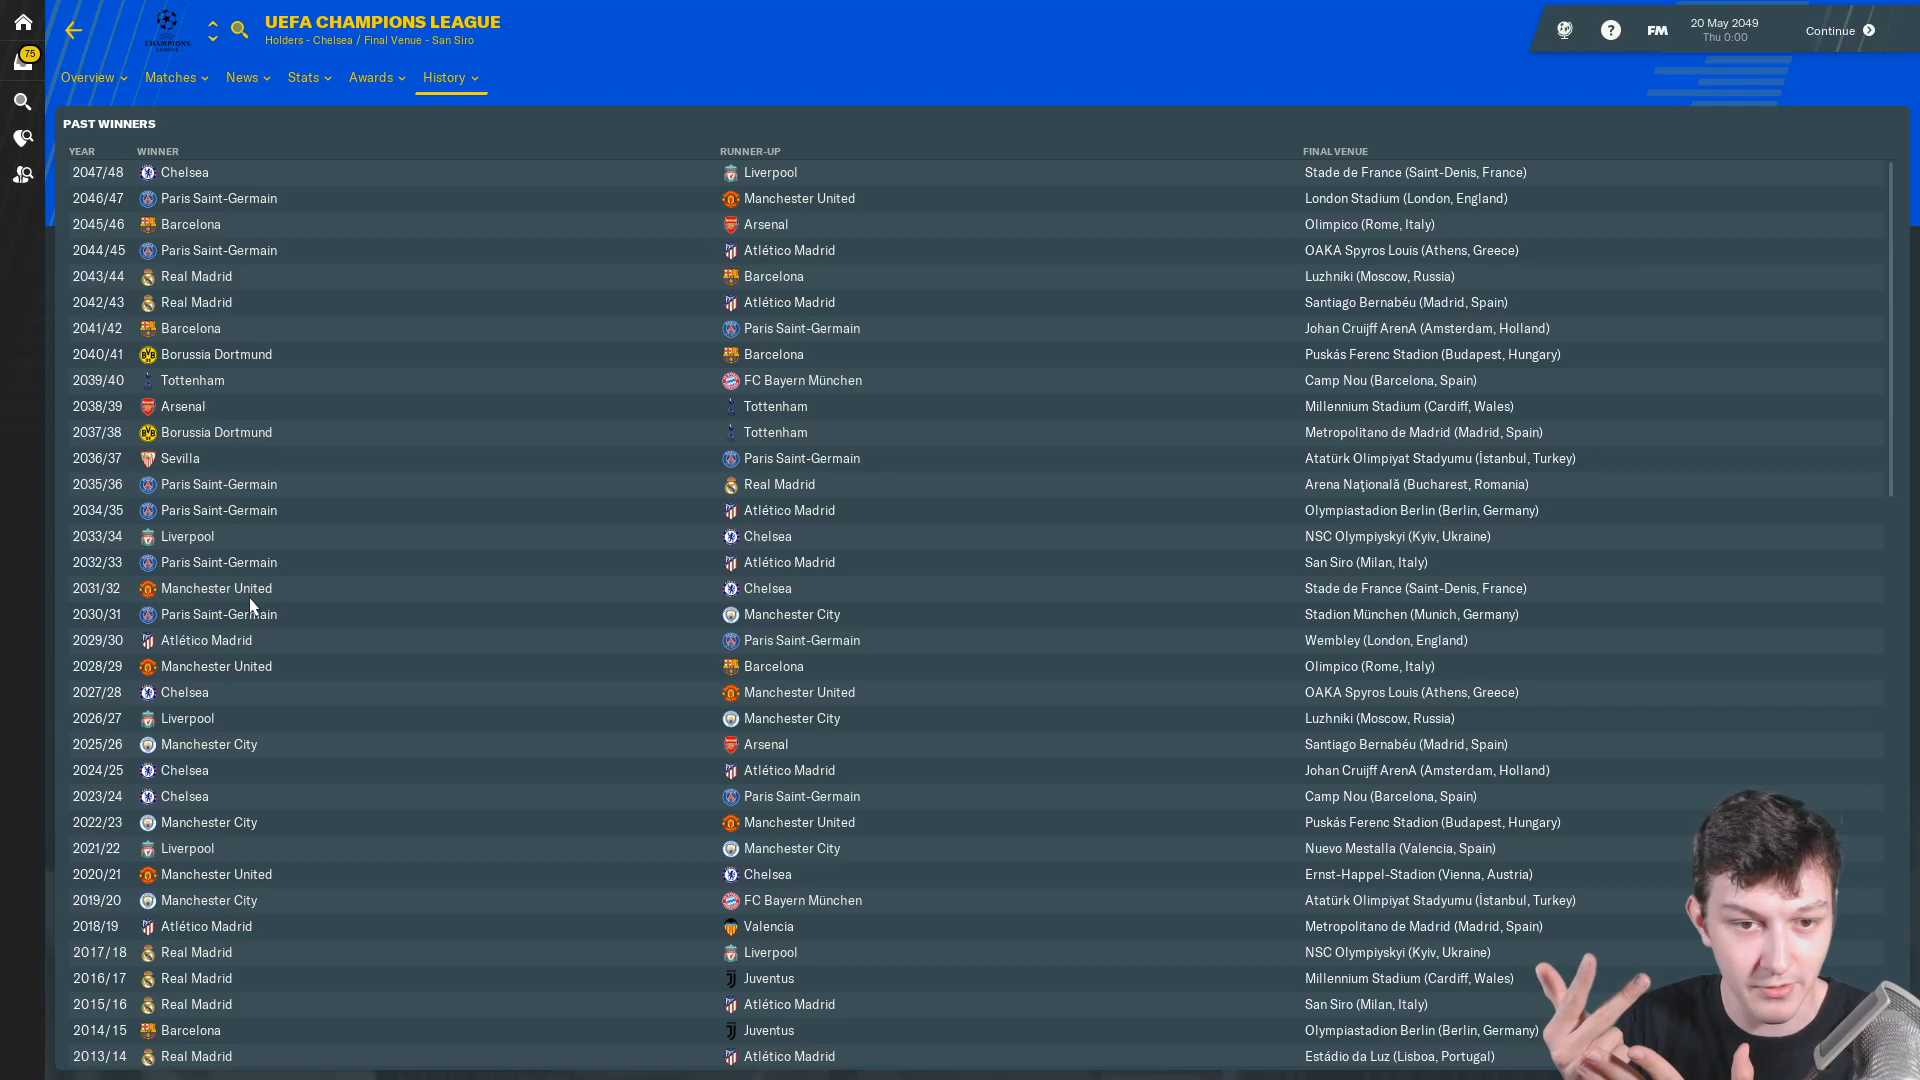 UEFA CHAMPIONS LEAGUE
Holders - Chelsea / Final Venue - San Siro
CHAMPIONS LEAGUE
75
FM
20 May 2049
Thu 0:00
Continue
Overview Matches News Stats Awards History
PAST WINNERS
YEAR WINNER RUNNER-UP FINAL VENUE
2047/48 Chelsea Liverpool Stade de France (Saint-Denis, France)
2046/47 Paris Saint-Germain Manchester United London Stadium (London, England)
2045/46 Barcelona Arsenal Olimpico (Rome, Italy)
2044/45 Paris Saint-Germain Atlético Madrid OAKA Spyros Louis (Athens, Greece)
2043/44 Real Madrid Barcelona Luzhniki (Moscow, Russia)
2042/43 Real Madrid Atlético Madrid Santiago Bernabéu (Madrid, Spain)
2041/42 Barcelona Paris Saint-Germain Johan Cruijff ArenA (Amsterdam, Holland)
2040/41 Borussia Dortmund Barcelona Puskás Ferenc Stadion (Budapest, Hungary)
2039/40 Tottenham FC Bayern München Camp Nou (Barcelona, Spain)
2038/39 Arsenal Tottenham Millennium Stadium (Cardiff, Wales)
2037/38 Borussia Dortmund Tottenham Metropolitano de Madrid (Madrid, Spain)
2036/37 Sevilla Paris Saint-Germain Atatürk Olimpiyat Stadyumu (İstanbul, Turkey)
2035/36 Paris Saint-Germain Real Madrid Arena Naţională (Bucharest, Romania)
2034/35 Paris Saint-Germain Atlético Madrid Olympiastadion Berlin (Berlin, Germany)
2033/34 Liverpool Chelsea NSC Olympiyskyi (Kyiv, Ukraine)
2032/33 Paris Saint-Germain Atlético Madrid San Siro (Milan, Italy)
2031/32 Manchester United Chelsea Stade de France (Saint-Denis, France)
2030/31 Paris Saint-Germain Manchester City Stadion München (Munich, Germany)
2029/30 Atlético Madrid Paris Saint-Germain Wembley (London, England)
2028/29 Manchester United Barcelona Olimpico (Rome, Italy)
2027/28 Chelsea Manchester United OAKA Spyros Louis (Athens, Greece)
2026/27 Liverpool Manchester City Luzhniki (Moscow, Russia)
2025/26 Manchester City Arsenal Santiago Bernabéu (Madrid, Spain)
2024/25 Chelsea Atlético Madrid Johan Cruijff ArenA (Amsterdam, Holland)
2023/24 Chelsea Paris Saint-Germain Camp Nou (Barcelona, Spain)
2022/23 Manchester City Manchester United Puskás Ferenc Stadion (Budapest, Hungary)
2021/22 Liverpool Manchester City Nuevo Mestalla (Valencia, Spain)
2020/21 Manchester United Chelsea Ernst-Happel-Stadion (Vienna, Austria)
2019/20 Manchester City FC Bayern München Atatürk Olimpiyat Stadyumu (İstanbul, Turkey)
2018/19 Atlético Madrid Valencia Metropolitano de Madrid (Madrid, Spain)
2017/18 Real Madrid Liverpool NSC Olympiyskyi (Kyiv, Ukraine)
2016/17 Real Madrid Juventus Millennium Stadium (Cardiff, Wales)
2015/16 Real Madrid Atlético Madrid San Siro (Milan, Italy)
2014/15 Barcelona Juventus Olympiastadion Berlin (Berlin, Germany)
2013/14 Real Madrid Atlético Madrid Estádio da Luz (Lisboa, Portugal)